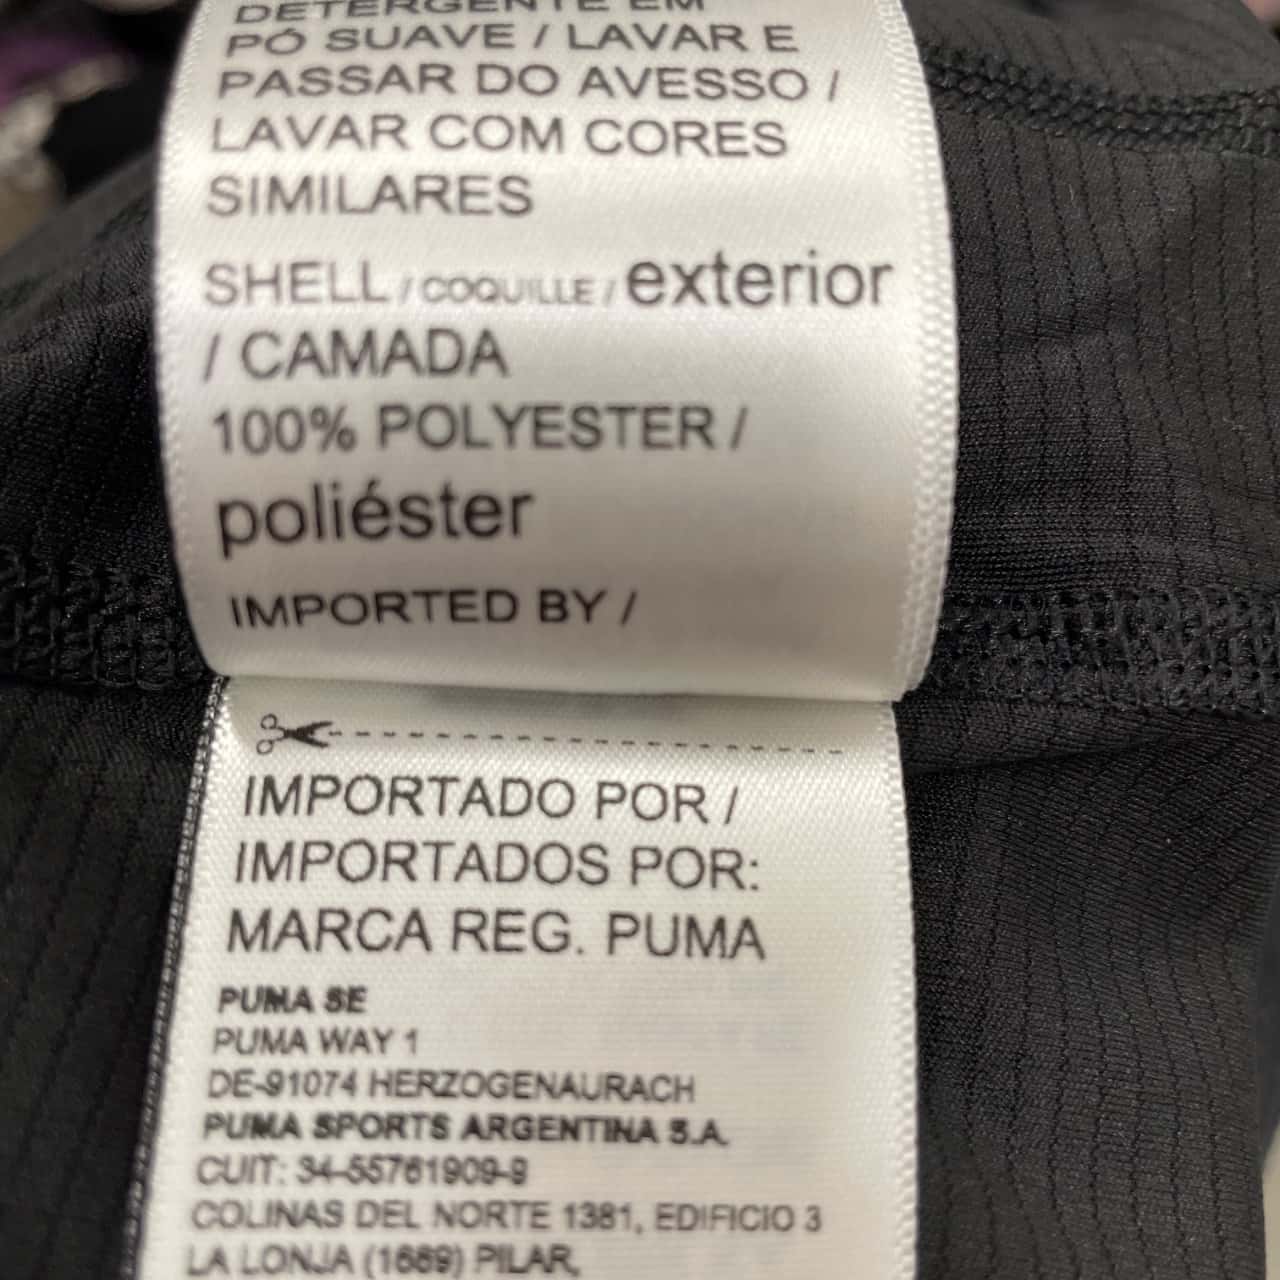 DETERGENTE EM
PÓ SUAVE / LAVAR E
PASSAR DO AVESSO /
LAVAR COM CORES
SIMILARES
SHELL / COQUILLE / exterior
/ CAMADA
100% POLYESTER /
poliéster
IMPORTED BY /
IMPORTADO POR /
IMPORTADOS POR:
MARCA REG. PUMA
PUMA SE
PUMA WAY 1
DE-91074 HERZOGENAURACH
PUMA SPORTS ARGENTINA S.A.
CUIT: 34-55761909-9
COLINAS DEL NORTE 1381, EDIFICIO 3
LA LONJA (1669) PILAR,